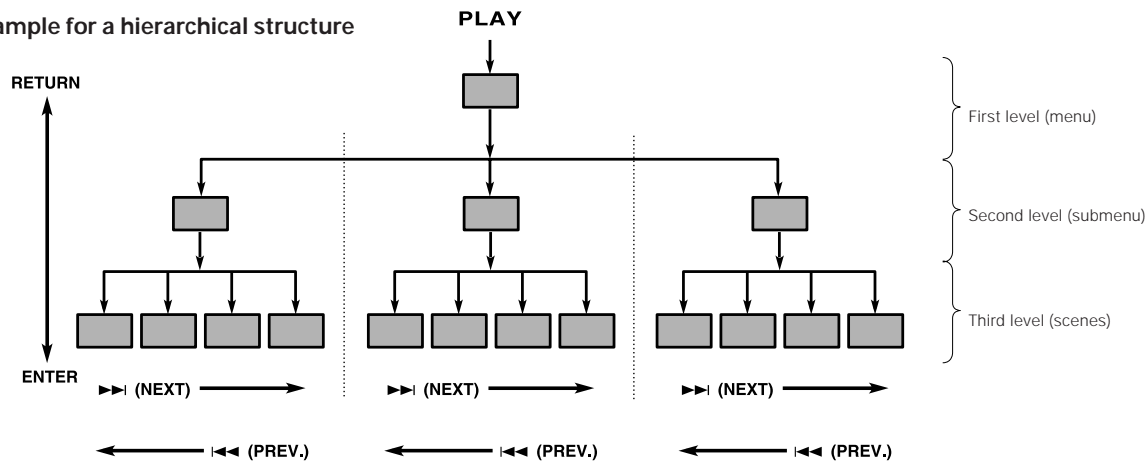 ample for a hierarchical structure
PLAY
RETURN
First level (menu)
Second level (submenu)
Third level (scenes)
ENTER
►►| (NEXT)
►►| (NEXT)
►►| (NEXT)
|◄◄ (PREV.)
|◄◄ (PREV.)
|◄◄ (PREV.)